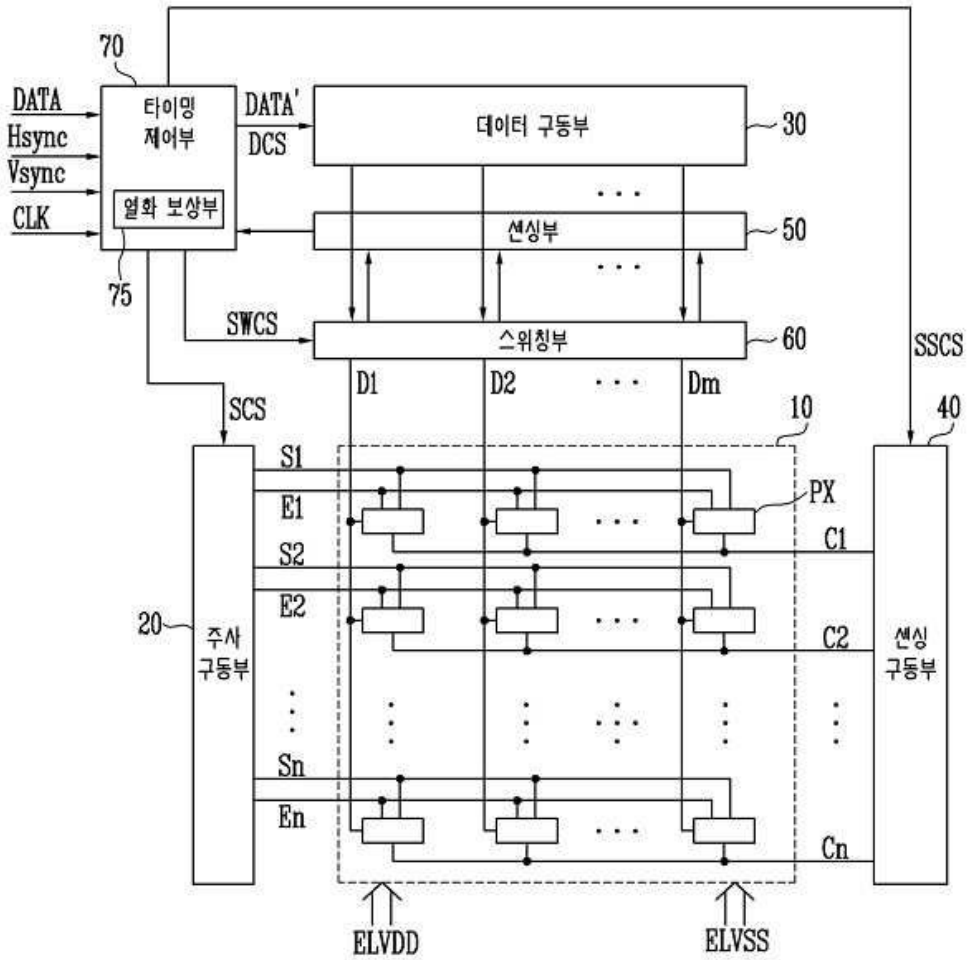 70
DATA
Hsync
Vsync
CLK
타이밍
제어부
열화 보상부
75
DATA'
DCS
데이터 구동부
30
센싱부
50
SWCS
스위칭부
60
SSCS
SCS
D1
D2
Dm
10
40
S1
E1
PX
C1
S2
E2
C2
20
주사
구동부
센싱
구동부
Sn
En
Cn
ELVDD
ELVSS